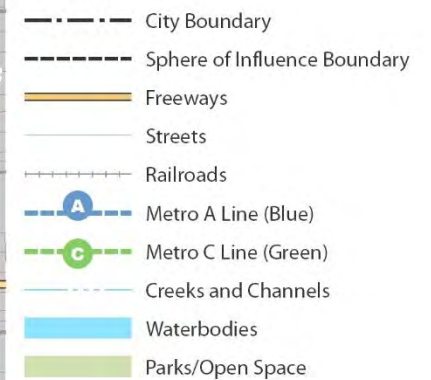 City Boundary
Sphere of Influence Boundary
Freeways
Streets
Railroads
A Metro A Line (Blue)
C Metro C Line (Green)
Creeks and Channels
Waterbodies
Parks/Open Space